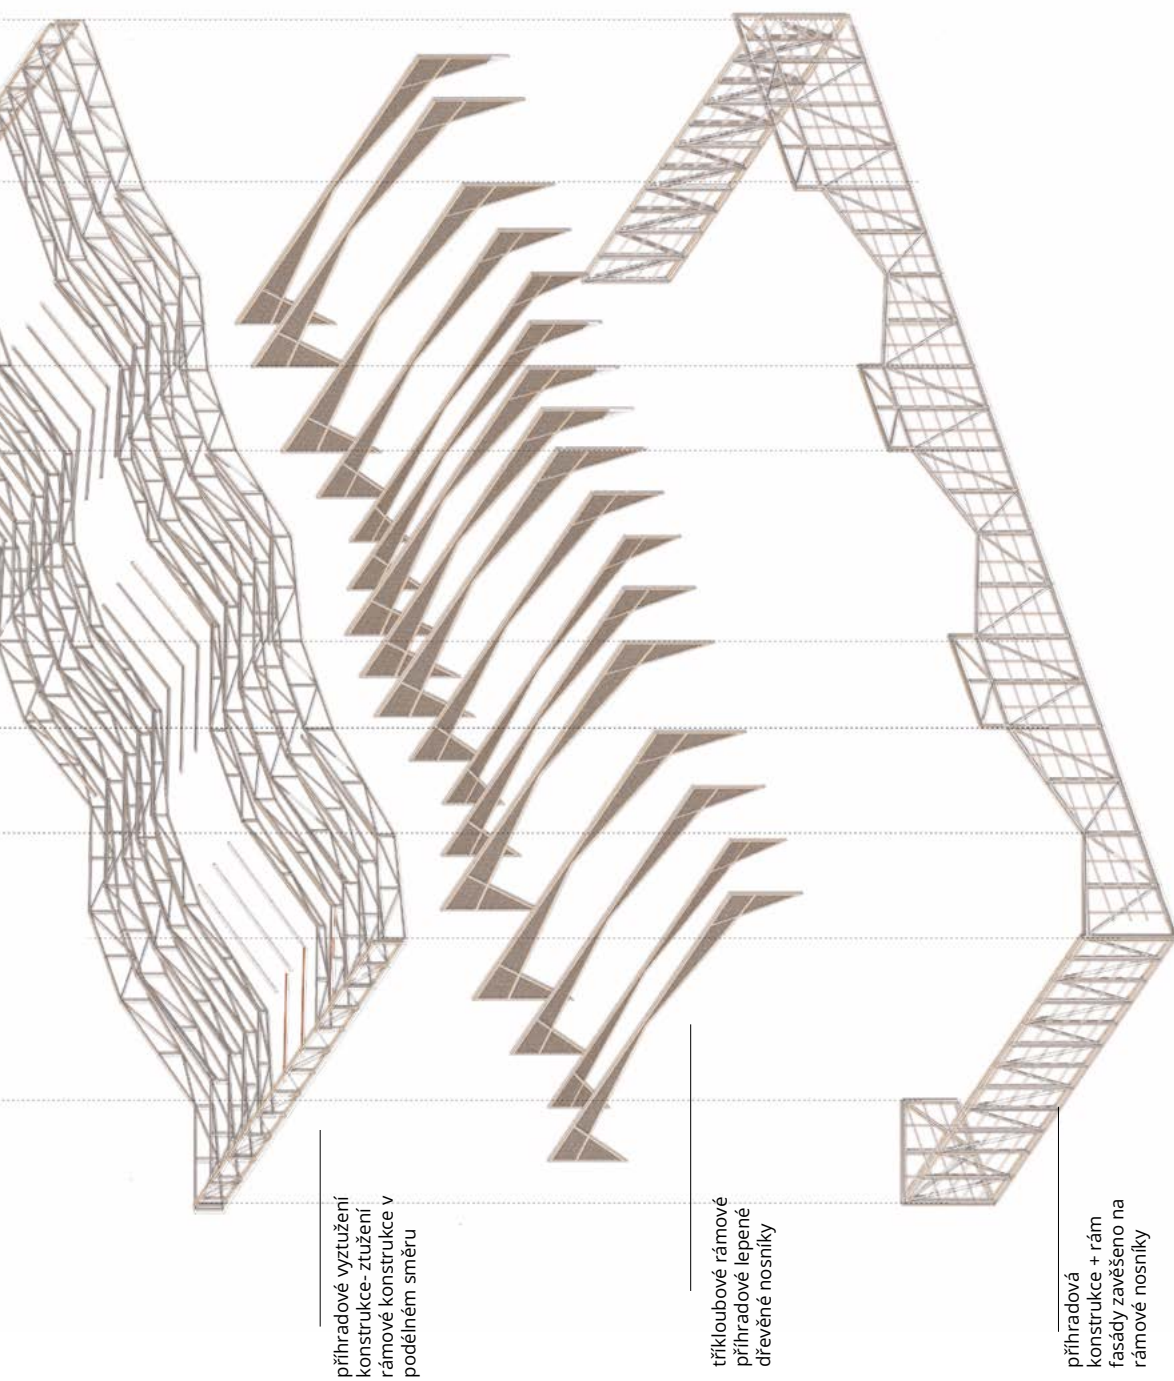 příhradové vyztužení
konstrukce- ztužení
rámové konstrukce v
podélném směru
tříkloubové rámové
příhradové lepené
dřevěné nosníky
příhradová
konstrukce + rám
fasády zavěšeno na
rámové nosníky